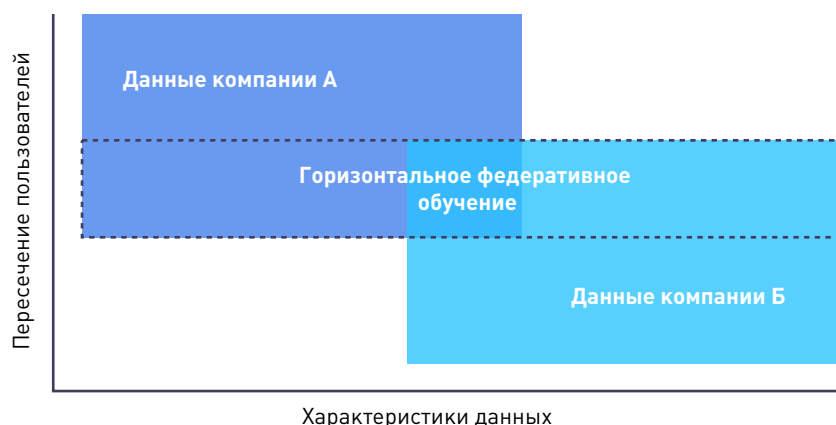 Пересечение пользователей
Данные компании А
Горизонтальное федеративное
обучение
Данные компании Б
Характеристики данных